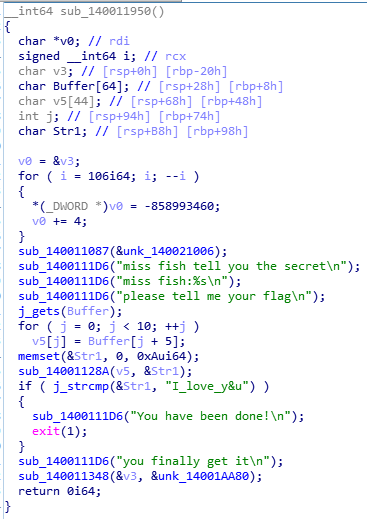 __int64 sub_140011950()
{
char *v0; // rdi
signed __int64 i; // rcx
char v3; // [rsp+0h] [rbp-20h]
char Buffer[64]; // [rsp+28h] [rbp+8h]
char v5[44]; // [rsp+68h] [rbp+48h]
int j; // [rsp+94h] [rbp+74h]
char Str1; // [rsp+B8h] [rbp+98h]
v0 = &v3;
for ( i = 106i64; i; --i )
{
*(_DWORD *)v0 = -858993460;
v0 += 4;
}
sub_140011087(&unk_140021006);
sub_1400111D6("miss fish tell you the secret\n");
sub_1400111D6("miss fish:%s\n");
sub_1400111D6("please tell me your flag\n");
j_gets(Buffer);
for ( j = 0; j < 10; ++j )
v5[j] = Buffer[j + 5];
memset(&Str1, 0, 0xAui64);
sub_14001128A(v5, &Str1);
if ( j_strcmp(&Str1, "I_love_y&u") )
{
sub_1400111D6("You have been done!\n");
exit(1);
}
sub_1400111D6("you finally get it\n");
sub_140011348(&v3, &unk_14001AA80);
return 0i64;
}